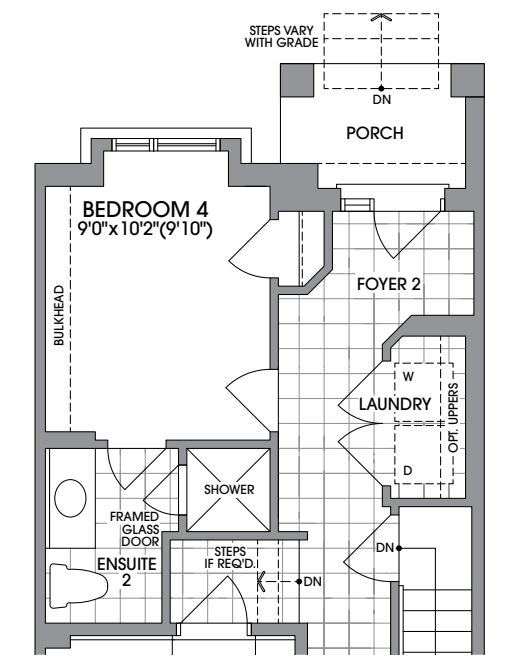 STEPS VARY
WITH GRADE
DN
PORCH
BEDROOM 4
9'0"x10'2"(9'10")
BULKHEAD
FOYER 2
W
LAUNDRY
OPT. UPPERS
D
SHOWER
FRAMED
GLASS
DOOR
ENSUITE
2
STEPS
IF REQ'D.
DN
DN